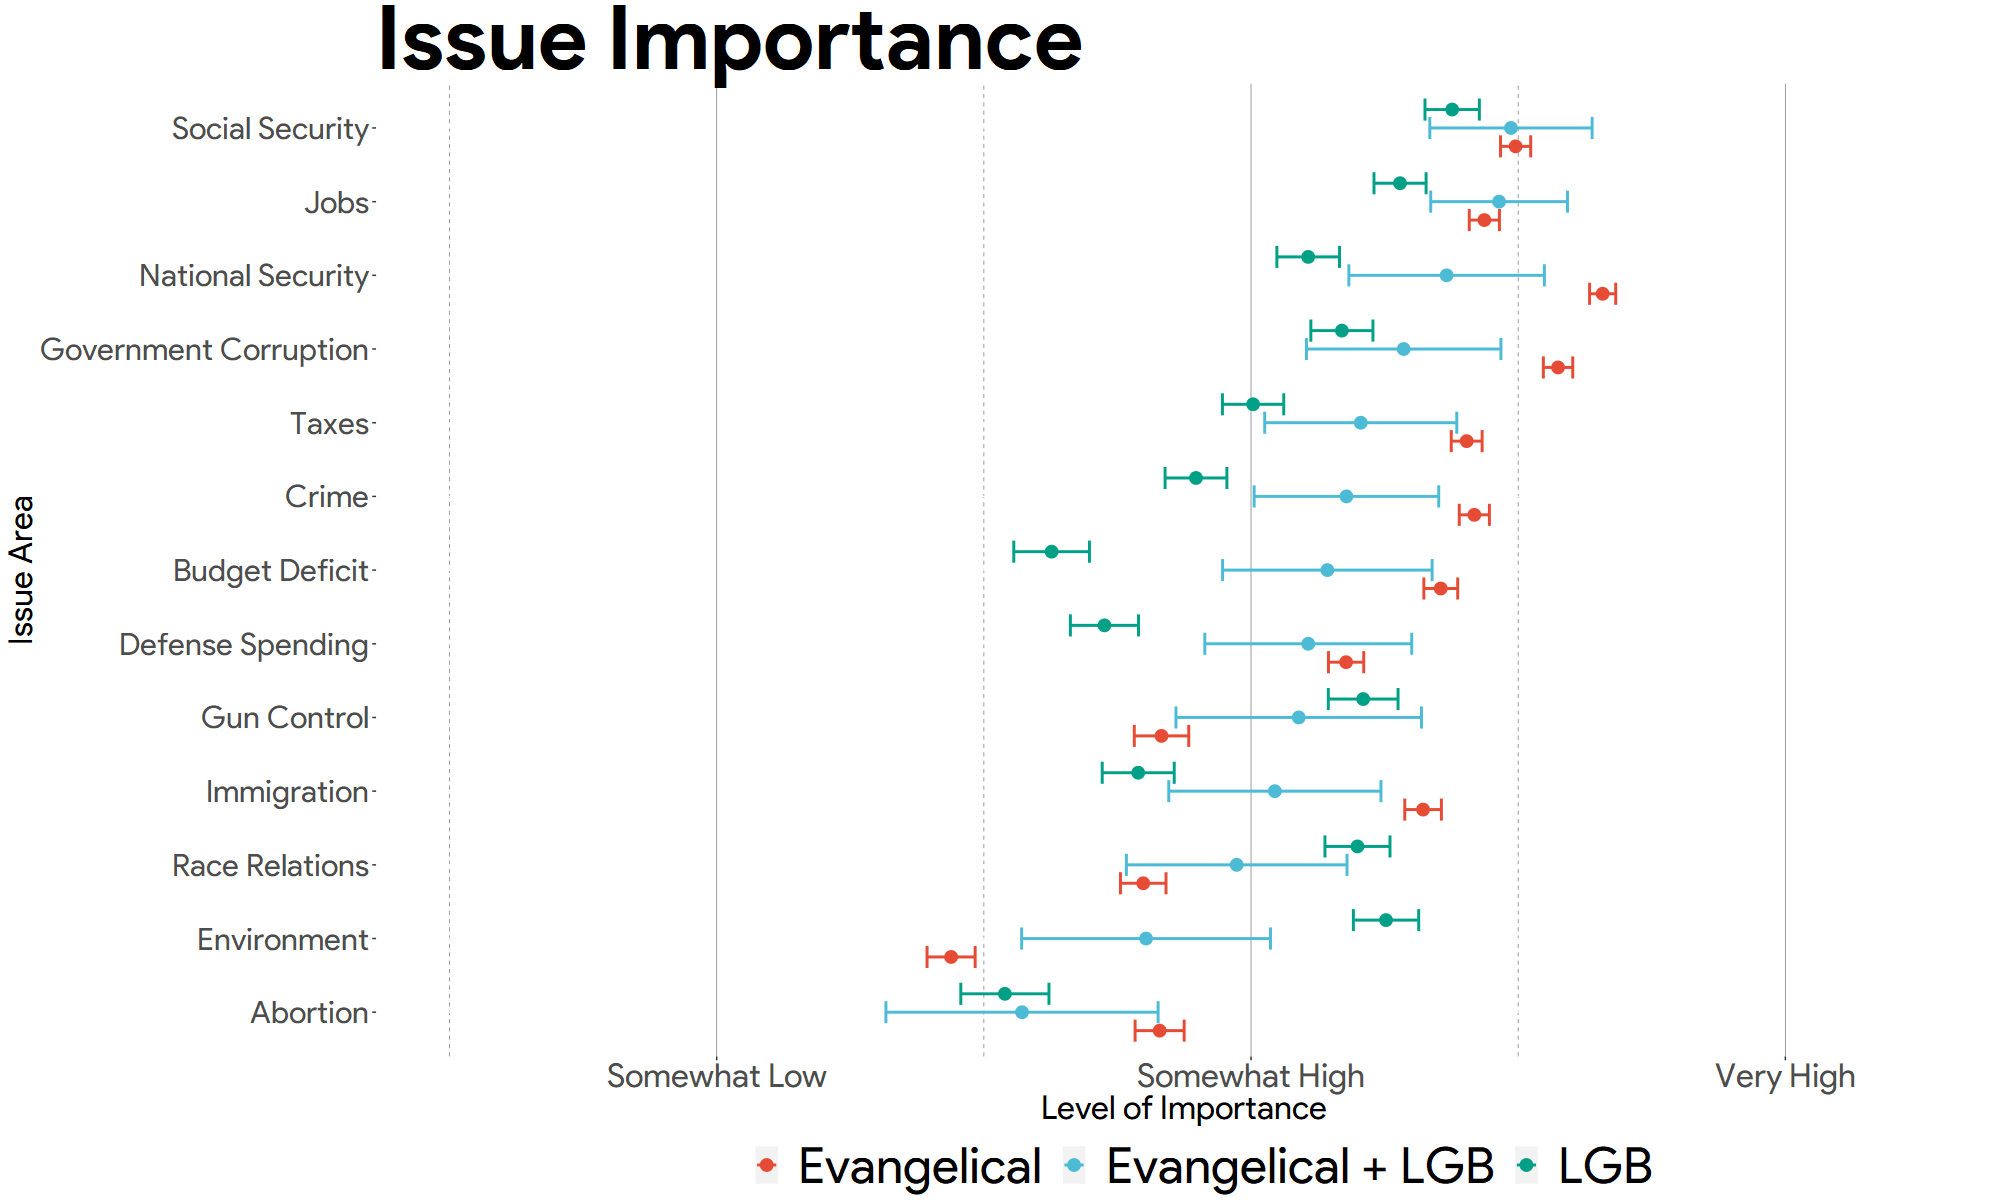 Issue Importance
Social Security
Jobs
National Security
Government Corruption
Taxes
Crime
Budget Deficit
Defense Spending
Gun Control
Immigration
Race Relations
Environment
Abortion
Issue Area
Somewhat Low Somewhat High Very High
Level of Importance
Evangelical Evangelical + LGB LGB